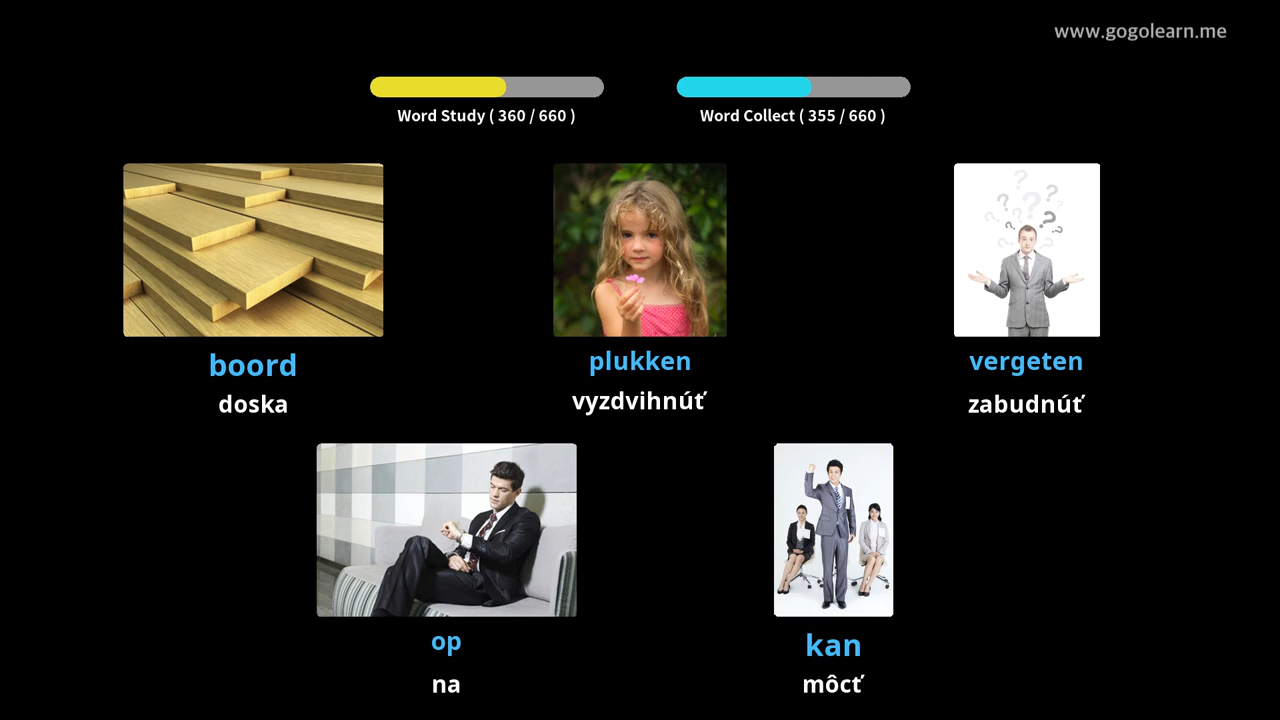 www.gogolearn.me
Word Study ( 360 / 660 )
Word Collect ( 355 / 660 )
boord
doska
plukken
vyzdvihnúť
vergeten
zabudnúť
op
na
kan
môcť